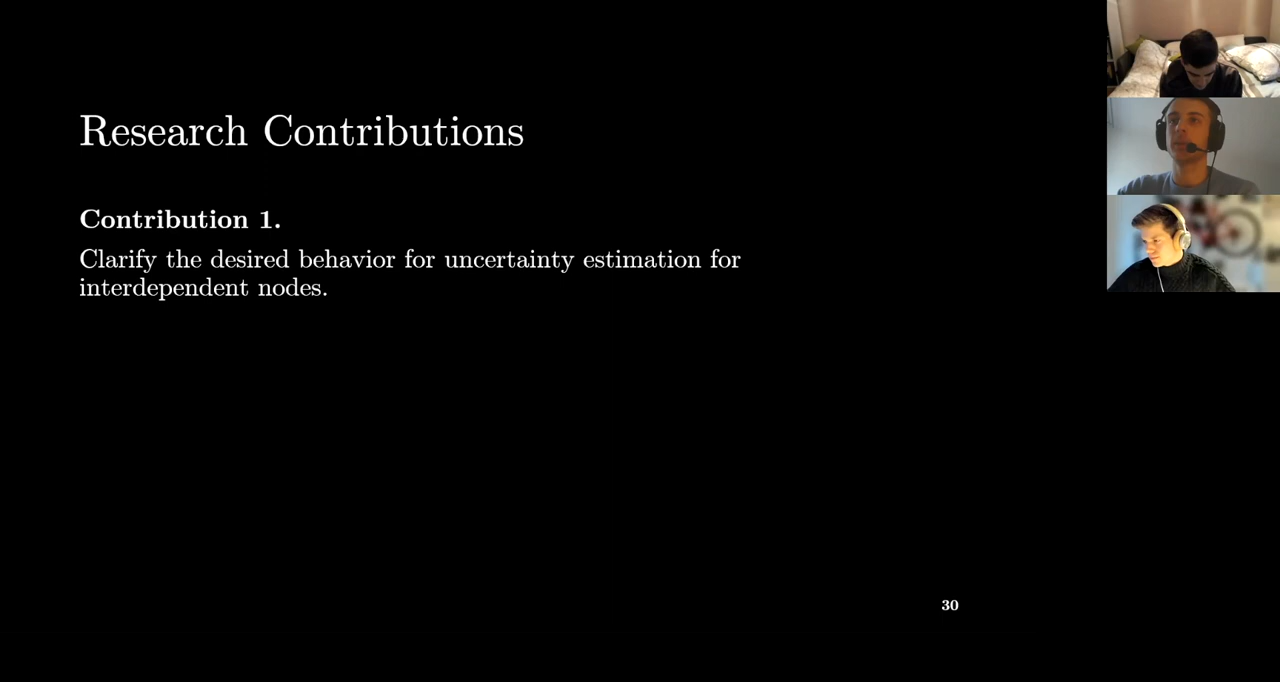 Research Contributions
Contribution 1.
Clarify the desired behavior for uncertainty estimation for
interdependent nodes.
30